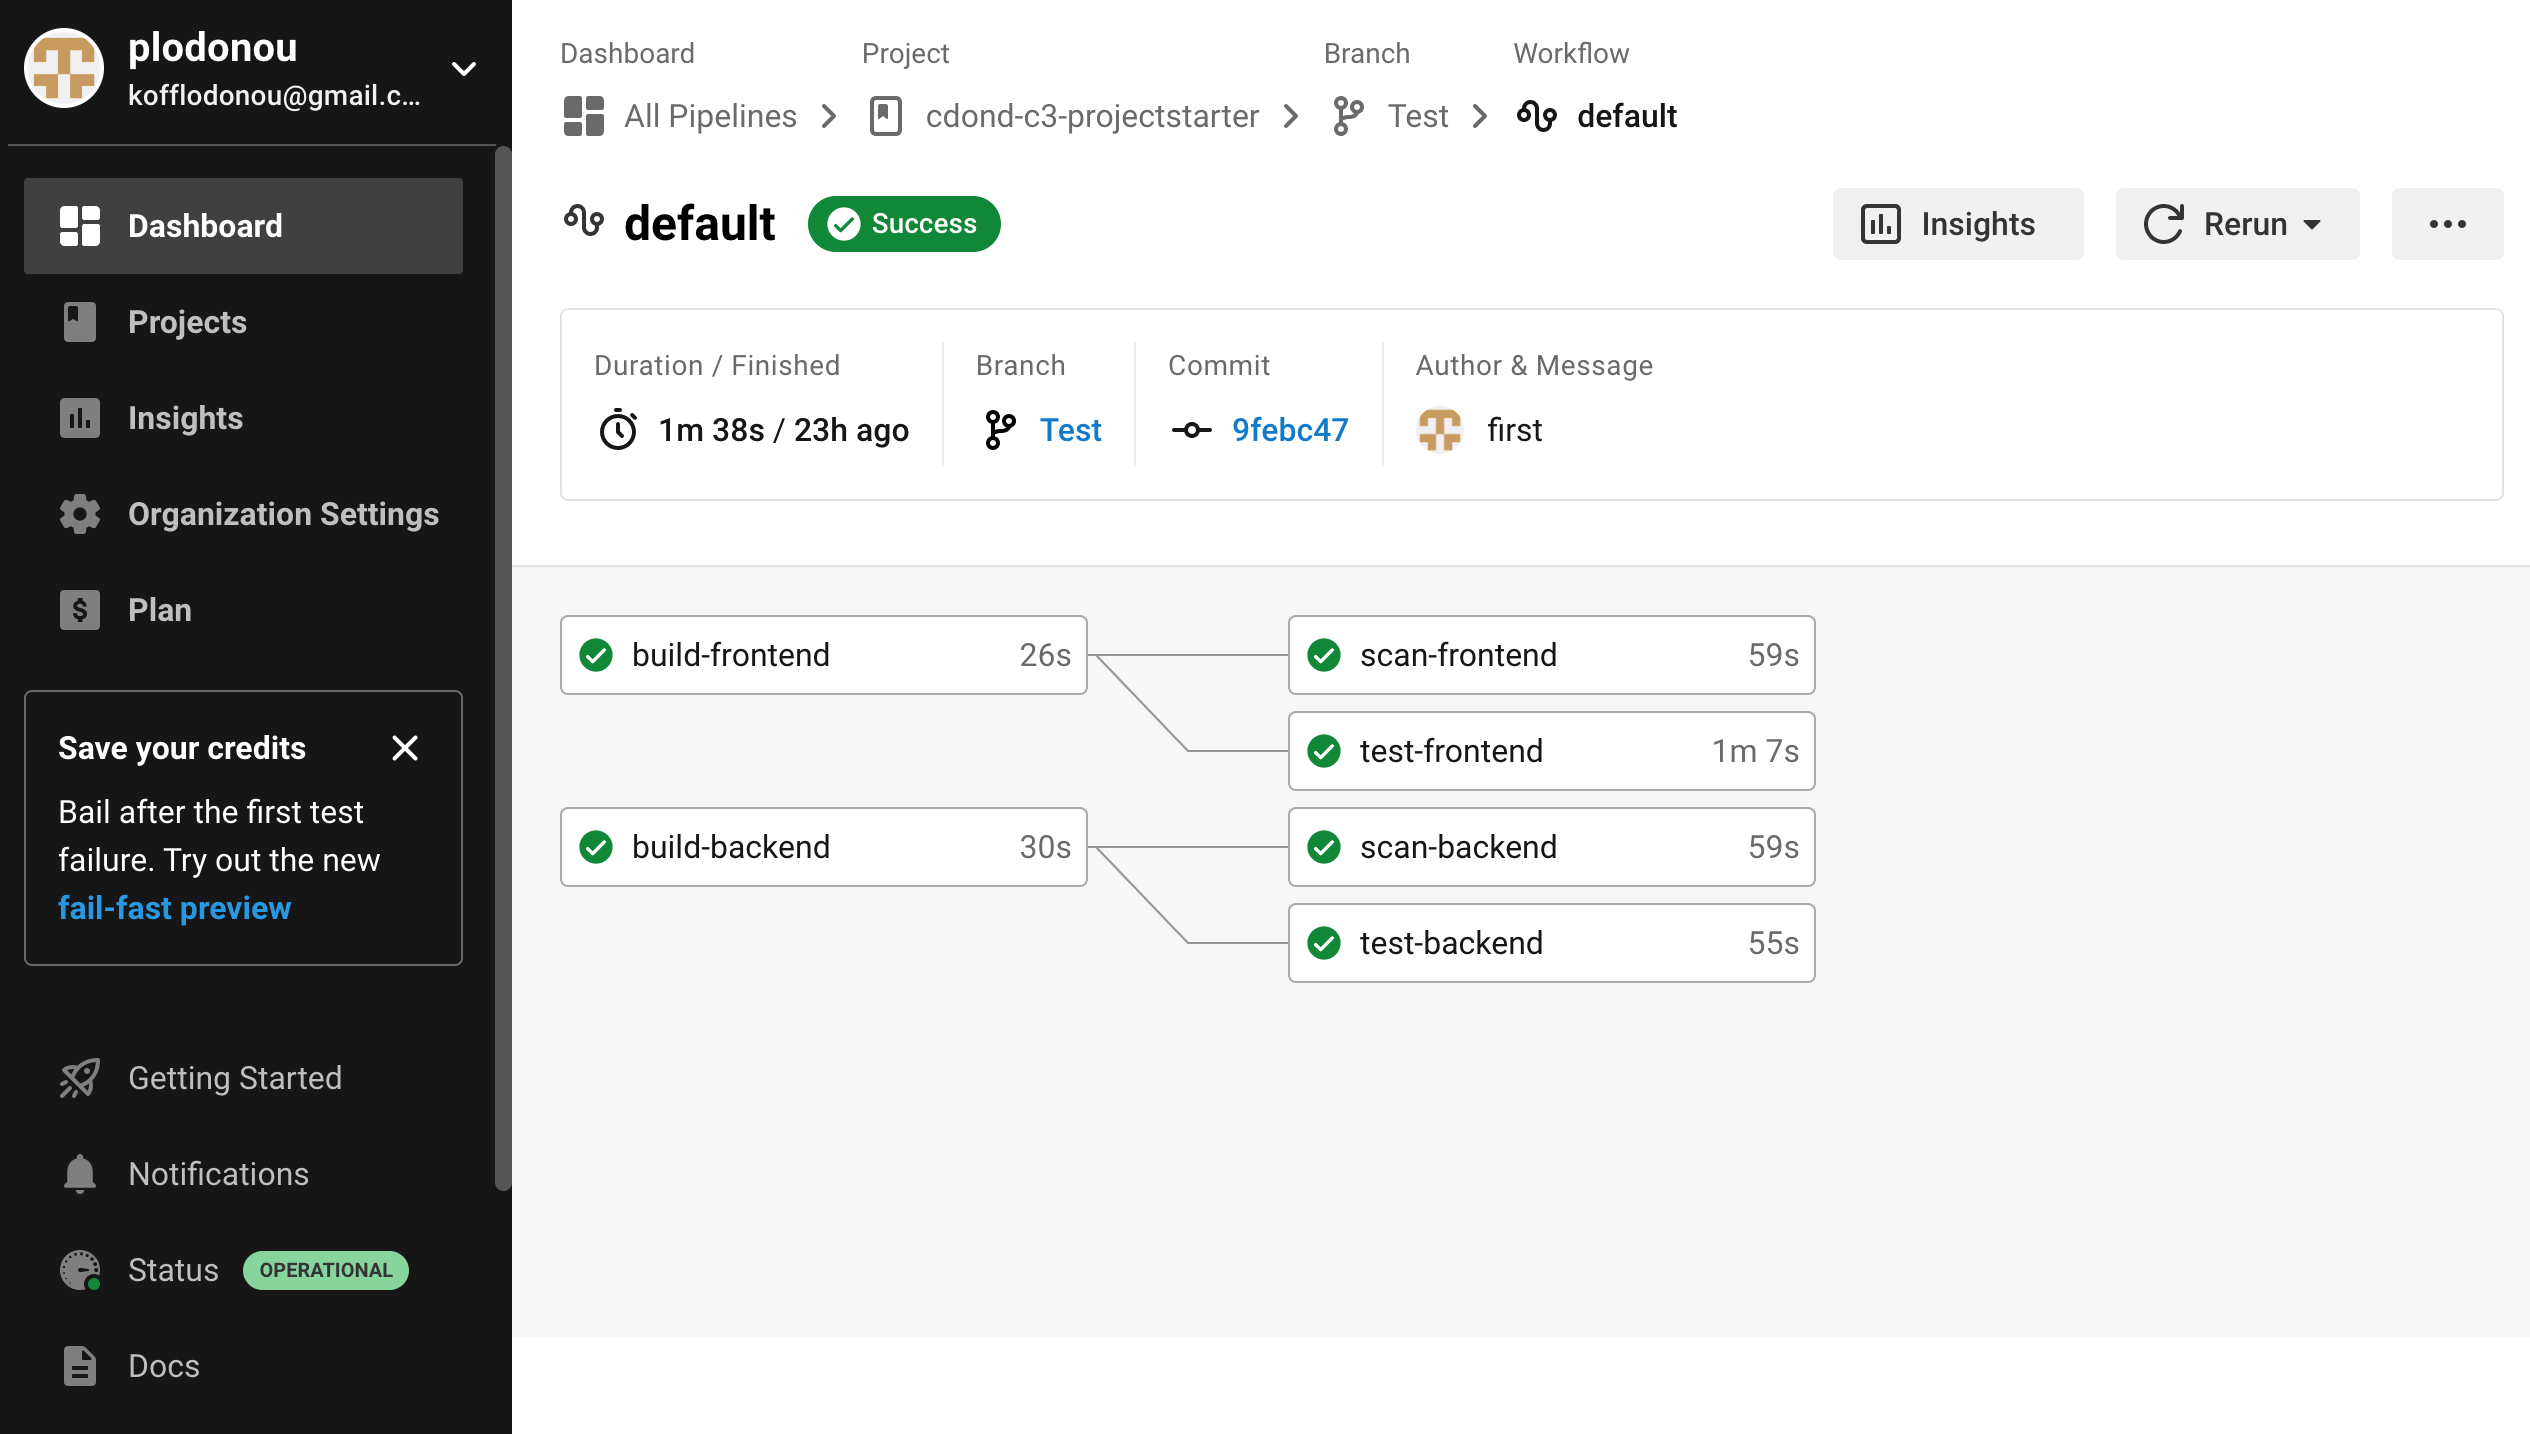 plodonou
kofflodonou@gmail.c...
Dashboard
Projects
Insights
Organization Settings
Plan
Save your credits
Bail after the first test
failure. Try out the new
fail-fast preview
Getting Started
Notifications
Status OPERATIONAL
Docs
Dashboard Project Branch Workflow
All Pipelines cdond-c3-projectstarter Test default
default Success Insights Rerun
Duration / Finished Branch Commit Author & Message
1m 38s / 23h ago Test 9febc47 first
build-frontend 26s scan-frontend 59s
test-frontend 1m 7s
build-backend 30s scan-backend 59s
test-backend 55s